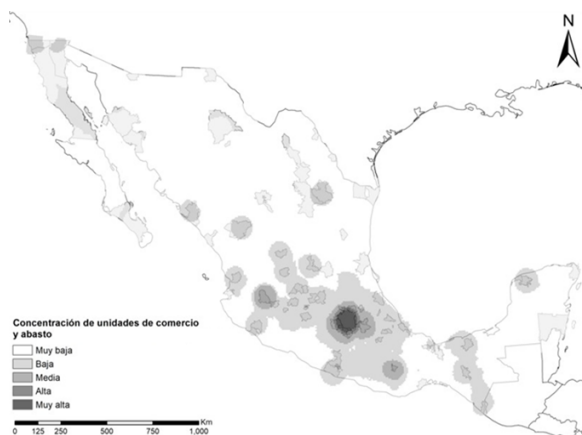 N
Concentración de unidades de comercio
y abasto
Muy baja
Baja
Media
Alta
Muy alta
Km
0 125 250 500 750 1,000